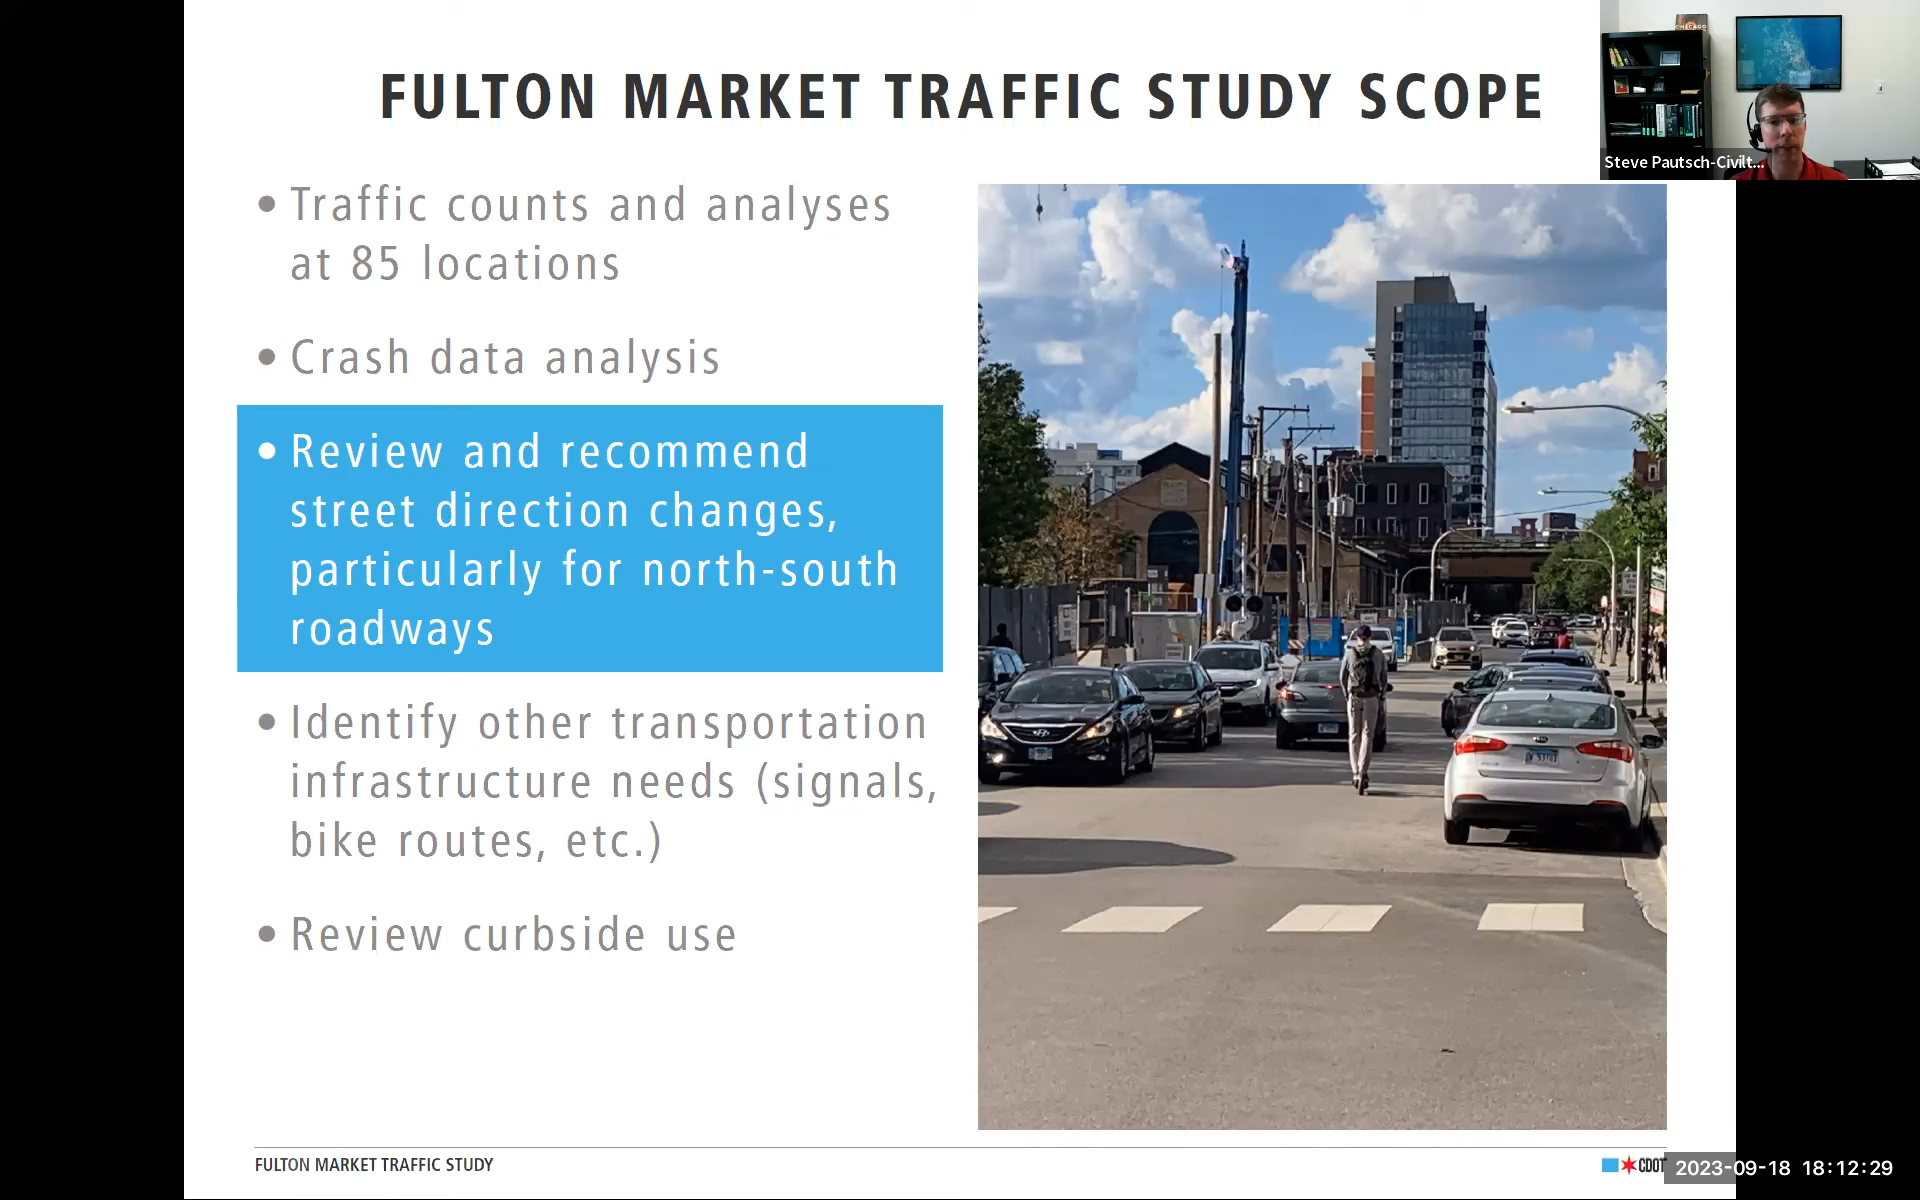 FULTON MARKET TRAFFIC STUDY SCOPE
Steve Pautsch-Civilt...
• Traffic counts and analyses
at 85 locations
• Crash data analysis
• Review and recommend
street direction changes,
particularly for north-south
roadways
• Identify other transportation
infrastructure needs (signals,
bike routes, etc.)
• Review curbside use
FULTON MARKET TRAFFIC STUDY
CDOT
2023-09-18 18:12:29